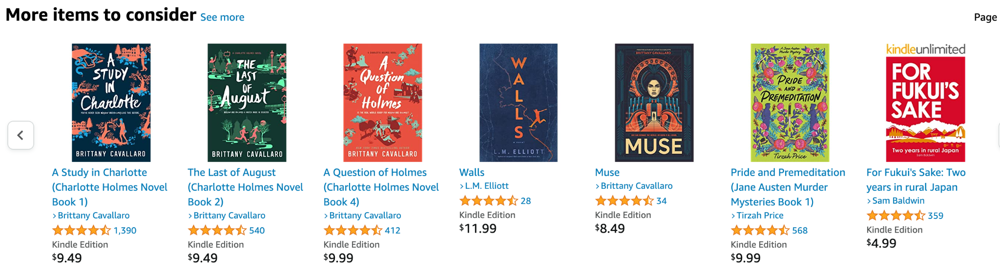 More items to consider See more
Page
A
STUDY
IN
Charlotte
YOU'VE NEVER SEEN WATSON AND HOLMES LIKE THIS BEFORE.
BRITTANY CAVALLARO
A Study in Charlotte
(Charlotte Holmes Novel
Book 1)
› Brittany Cavallaro
1,390
Kindle Edition
$9.49
A CHARLOTTE HOLMES NOVEL
THE
LAST
OF
August
WATSON AND HOLMES: A MATCH MADE IN DISASTER
BRITTANY CAVALLARO
The Last of August
(Charlotte Holmes Novel
Book 2)
› Brittany Cavallaro
540
Kindle Edition
$9.49
A CHARLOTTE HOLMES NOVEL
A
Question
of
Holmes
IS THE REAL WORLD READY FOR WATSON AND HOLMES?
NEW YORK TIMES BESTSELLING AUTHOR
BRITTANY CAVALLARO
A Question of Holmes
(Charlotte Holmes Novel
Book 4)
› Brittany Cavallaro
412
Kindle Edition
$9.99
WALLS
a novel
L.M. ELLIOTT
Walls
› L.M. Elliott
28
Kindle Edition
$11.99
BRITTANY CAVALLARO
SHE CAN REMAKE THE WORLD, OR BURN IT ALL DOWN.
MUSE
Muse
› Brittany Cavallaro
34
Kindle Edition
$8.49
A Jane Austen
Murder Mystery
PRIDE
AND
PREMEDITATION
Tirzah Price
Pride and Premeditation
(Jane Austen Murder
Mysteries Book 1)
› Tirzah Price
568
Kindle Edition
$9.99
kindleunlimited
FOR
FUKUI'S
SAKE
Two years in rural Japan
Sam Baldwin
For Fukui's Sake: Two
years in rural Japan
› Sam Baldwin
359
Kindle Edition
$4.99